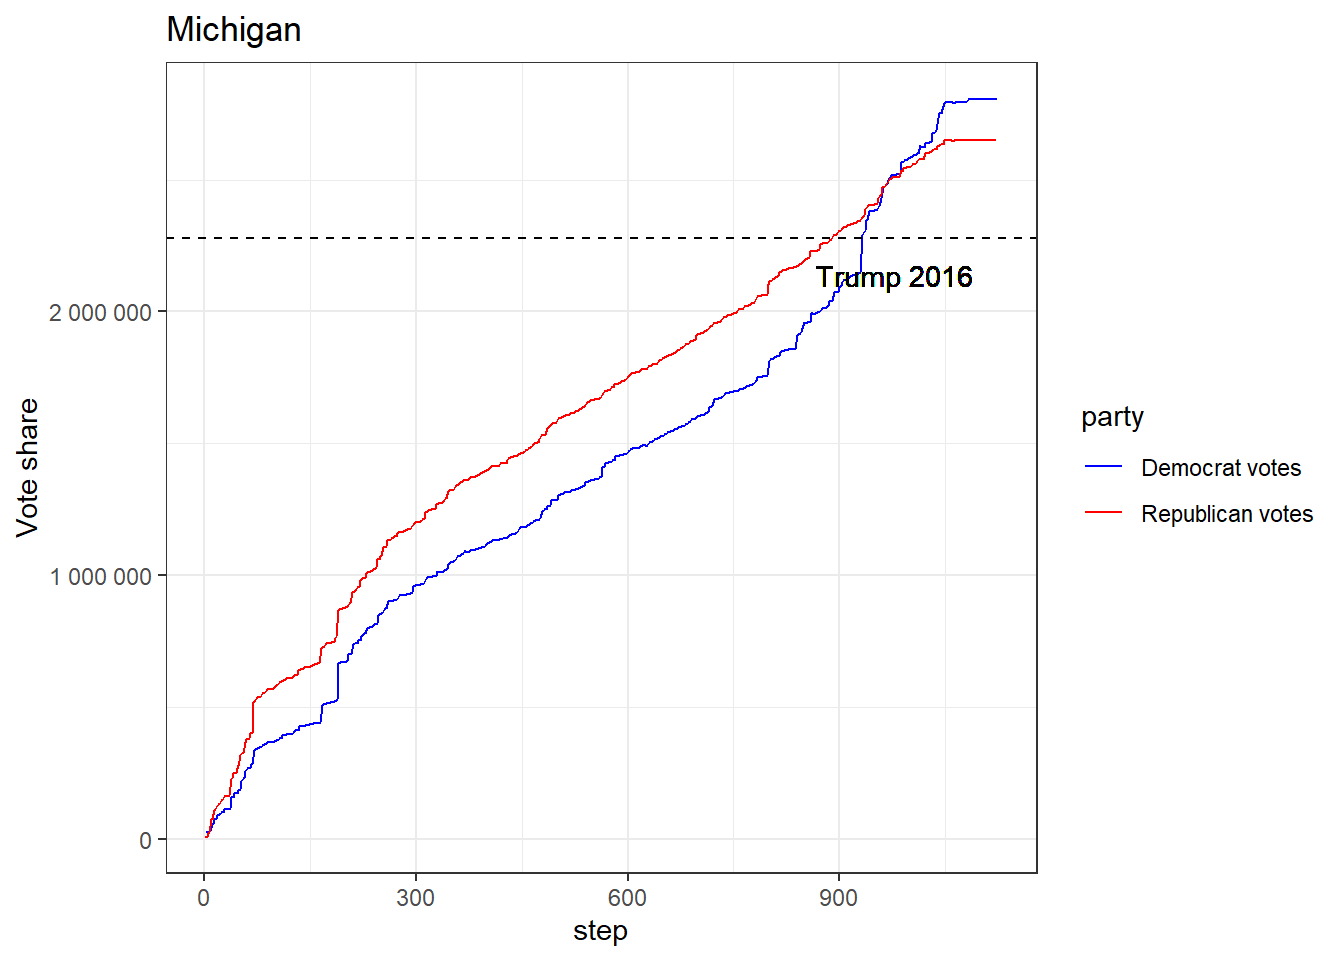 Michigan
Vote share
2 000 000
1 000 000
0
Trump 2016
0 300 600 900
step
party
Democrat votes
Republican votes